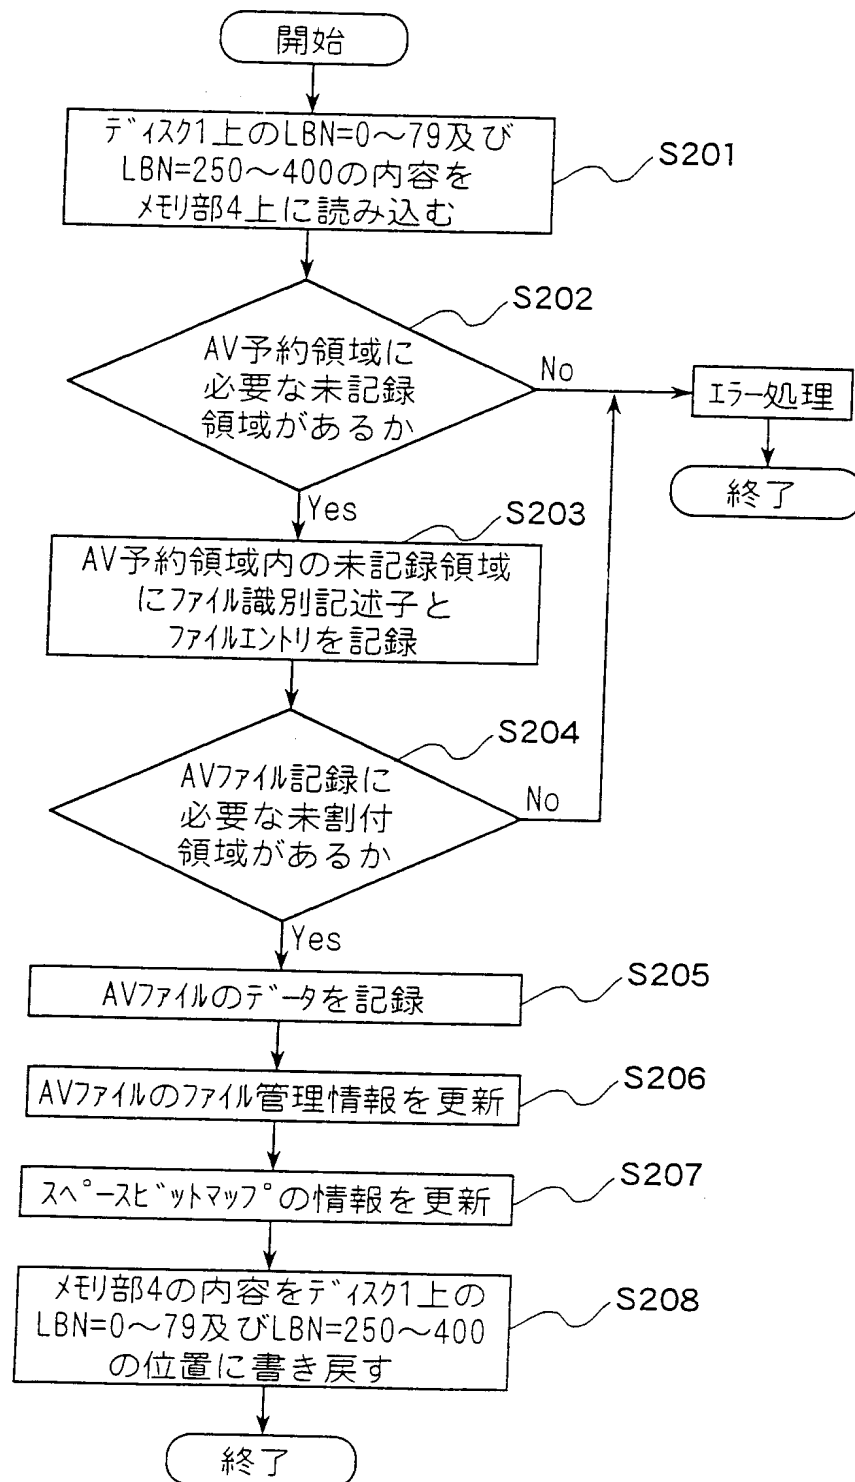 開始
ディスク1上のLBN=0〜79及び
LBN=250〜400の内容を
メモリ部4上に読み込む
S201
S202
AV予約領域に
必要な未記録
領域があるか
No
エラー処理
終了
Yes
S203
AV予約領域内の未記録領域
にファイル識別記述子と
ファイルエントリを記録
S204
AVファイル記録に
必要な未割付
領域があるか
No
Yes
AVファイルのデータを記録
S205
AVファイルのファイル管理情報を更新
S206
スペースビットマップの情報を更新
S207
メモリ部4の内容をディスク1上の
LBN=0〜79及びLBN=250〜400
の位置に書き戻す
S208
終了